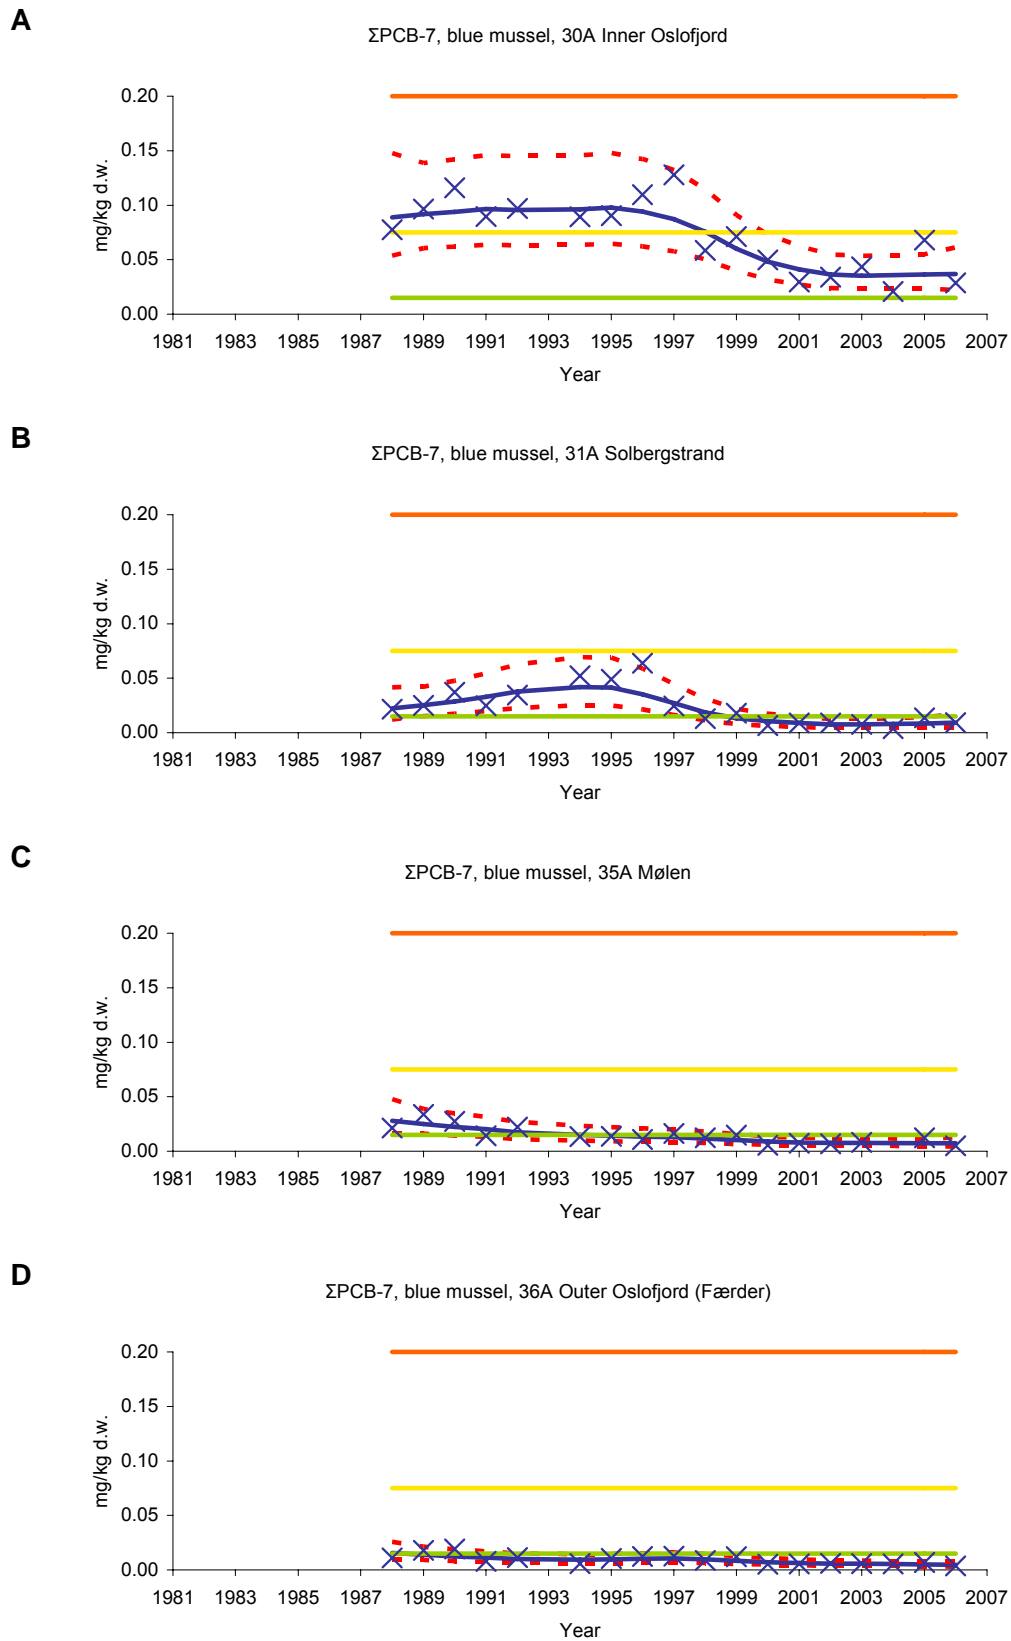 A
ΣPCB-7, blue mussel, 30A Inner Oslofjord
0.20
0.15
0.10
0.05
0.00
mg/kg d.w.
1981 1983 1985 1987 1989 1991 1993 1995 1997 1999 2001 2003 2005 2007
Year
B
ΣPCB-7, blue mussel, 31A Solbergstrand
0.20
0.15
0.10
0.05
0.00
mg/kg d.w.
1981 1983 1985 1987 1989 1991 1993 1995 1997 1999 2001 2003 2005 2007
Year
C
ΣPCB-7, blue mussel, 35A Mølen
0.20
0.15
0.10
0.05
0.00
mg/kg d.w.
1981 1983 1985 1987 1989 1991 1993 1995 1997 1999 2001 2003 2005 2007
Year
D
ΣPCB-7, blue mussel, 36A Outer Oslofjord (Færder)
0.20
0.15
0.10
0.05
0.00
mg/kg d.w.
1981 1983 1985 1987 1989 1991 1993 1995 1997 1999 2001 2003 2005 2007
Year